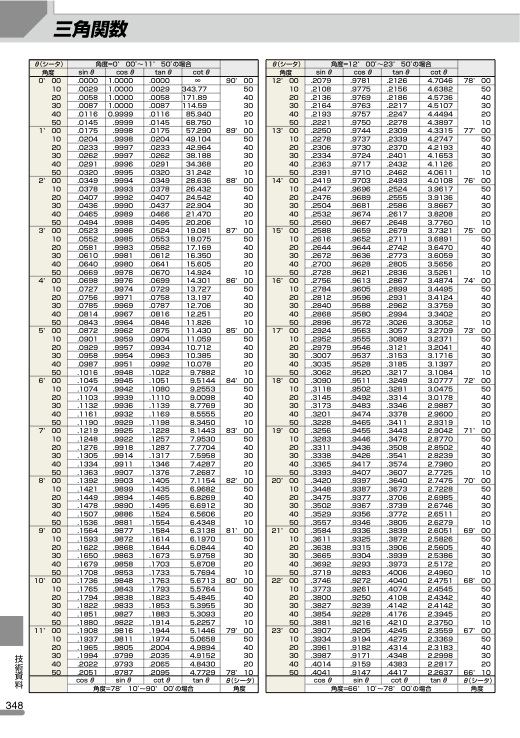 三角関数
θ(シータ) 角度=0° 00′~11° 50′の場合
角度 sin θ cos θ tan θ cot θ
0° 00 .0000 1.0000 .0000 ∞ 90° 00
10 .0029 1.0000 .0029 343.77 50
20 .0058 1.0000 .0058 171.89 40
30 .0087 1.0000 .0087 114.59 30
40 .0116 0.9999 .0116 85.940 20
50 .0145 .9999 .0145 68.750 10
1° 00 .0175 .9998 .0175 57.290 89° 00
10 .0204 .9998 .0204 49.104 50
20 .0233 .9997 .0233 42.964 40
30 .0262 .9997 .0262 38.188 30
40 .0291 .9996 .0291 34.368 20
50 .0320 .9995 .0320 31.242 10
2° 00 .0349 .9994 .0349 28.636 88° 00
10 .0378 .9993 .0378 26.432 50
20 .0407 .9992 .0407 24.542 40
30 .0436 .9990 .0437 22.904 30
40 .0465 .9989 .0466 21.470 20
50 .0494 .9988 .0495 20.206 10
3° 00 .0523 .9986 .0524 19.081 87° 00
10 .0552 .9985 .0553 18.075 50
20 .0581 .9983 .0582 17.169 40
30 .0610 .9981 .0612 16.350 30
40 .0640 .9980 .0641 15.605 20
50 .0669 .9978 .0670 14.924 10
4° 00 .0698 .9976 .0699 14.301 86° 00
10 .0727 .9974 .0729 13.727 50
20 .0756 .9971 .0758 13.197 40
30 .0785 .9969 .0787 12.706 30
40 .0814 .9967 .0816 12.251 20
50 .0843 .9964 .0846 11.826 10
5° 00 .0872 .9962 .0875 11.430 85° 00
10 .0901 .9959 .0904 11.059 50
20 .0929 .9957 .0934 10.712 40
30 .0958 .9954 .0963 10.385 30
40 .0987 .9951 .0992 10.078 20
50 .1016 .9948 .1022 9.7882 10
6° 00 .1045 .9945 .1051 9.5144 84° 00
10 .1074 .9942 .1080 9.2553 50
20 .1103 .9939 .1110 9.0098 40
30 .1132 .9936 .1139 8.7769 30
40 .1161 .9932 .1169 8.5555 20
50 .1190 .9929 .1198 8.3450 10
7° 00 .1219 .9925 .1228 8.1443 83° 00
10 .1248 .9922 .1257 7.9530 50
20 .1276 .9918 .1287 7.7704 40
30 .1305 .9914 .1317 7.5958 30
40 .1334 .9911 .1346 7.4287 20
50 .1363 .9907 .1376 7.2687 10
8° 00 .1392 .9903 .1405 7.1154 82° 00
10 .1421 .9899 .1435 6.9682 50
20 .1449 .9894 .1465 6.8269 40
30 .1478 .9890 .1495 6.6912 30
40 .1507 .9886 .1524 6.5606 20
50 .1536 .9881 .1554 6.4348 10
9° 00 .1564 .9877 .1584 6.3138 81° 00
10 .1593 .9872 .1614 6.1970 50
20 .1622 .9868 .1644 6.0844 40
30 .1650 .9863 .1673 5.9758 30
40 .1679 .9858 .1703 5.8708 20
50 .1708 .9853 .1733 5.7694 10
10° 00 .1736 .9848 .1763 5.6713 80° 00
10 .1765 .9843 .1793 5.5764 50
20 .1794 .9838 .1823 5.4845 40
30 .1822 .9833 .1853 5.3955 30
40 .1851 .9827 .1883 5.3093 20
50 .1880 .9822 .1914 5.2257 10
11° 00 .1908 .9816 .1944 5.1446 79° 00
10 .1937 .9811 .1974 5.0658 50
20 .1965 .9805 .2004 4.9894 40
30 .1994 .9799 .2035 4.9152 30
40 .2022 .9793 .2065 4.8430 20
50 .2051 .9787 .2095 4.7729 78° 10
cos θ sin θ cot θ tan θ θ(シータ)
角度=78° 10′~90° 00′の場合 角度
θ(シータ) 角度=12° 00′~23° 50′の場合
角度 sin θ cos θ tan θ cot θ
12° 00 .2079 .9781 .2126 4.7046 78° 00
10 .2108 .9775 .2156 4.6382 50
20 .2136 .9769 .2186 4.5736 40
30 .2164 .9763 .2217 4.5107 30
40 .2193 .9757 .2247 4.4494 20
50 .2221 .9750 .2278 4.3897 10
13° 00 .2250 .9744 .2309 4.3315 77° 00
10 .2278 .9737 .2339 4.2747 50
20 .2306 .9730 .2370 4.2193 40
30 .2334 .9724 .2401 4.1653 30
40 .2363 .9717 .2432 4.1126 20
50 .2391 .9710 .2462 4.0611 10
14° 00 .2419 .9703 .2493 4.0108 76° 00
10 .2447 .9696 .2524 3.9617 50
20 .2476 .9689 .2555 3.9136 40
30 .2504 .9681 .2586 3.8667 30
40 .2532 .9674 .2617 3.8208 20
50 .2560 .9667 .2648 3.7760 10
15° 00 .2588 .9659 .2679 3.7321 75° 00
10 .2616 .9652 .2711 3.6891 50
20 .2644 .9644 .2742 3.6470 40
30 .2672 .9636 .2773 3.6059 30
40 .2700 .9628 .2805 3.5656 20
50 .2728 .9621 .2836 3.5261 10
16° 00 .2756 .9613 .2867 3.4874 74° 00
10 .2784 .9605 .2899 3.4495 50
20 .2812 .9596 .2931 3.4124 40
30 .2840 .9588 .2962 3.3759 30
40 .2868 .9580 .2994 3.3402 20
50 .2896 .9572 .3026 3.3052 10
17° 00 .2924 .9563 .3057 3.2709 73° 00
10 .2952 .9555 .3089 3.2371 50
20 .2979 .9546 .3121 3.2041 40
30 .3007 .9537 .3153 3.1716 30
40 .3035 .9528 .3185 3.1397 20
50 .3062 .9520 .3217 3.1084 10
18° 00 .3090 .9511 .3249 3.0777 72° 00
10 .3118 .9502 .3281 3.0475 50
20 .3145 .9492 .3314 3.0178 40
30 .3173 .9483 .3346 2.9887 30
40 .3201 .9474 .3378 2.9600 20
50 .3228 .9465 .3411 2.9319 10
19° 00 .3256 .9455 .3443 2.9042 71° 00
10 .3283 .9446 .3476 2.8770 50
20 .3311 .9436 .3508 2.8502 40
30 .3338 .9426 .3541 2.8239 30
40 .3365 .9417 .3574 2.7980 20
50 .3393 .9407 .3607 2.7725 10
20° 00 .3420 .9397 .3640 2.7475 70° 00
10 .3448 .9387 .3673 2.7228 50
20 .3475 .9377 .3706 2.6985 40
30 .3502 .9367 .3739 2.6746 30
40 .3529 .9356 .3772 2.6511 20
50 .3557 .9346 .3805 2.6279 10
21° 00 .3584 .9336 .3839 2.6051 69° 00
10 .3611 .9325 .3872 2.5826 50
20 .3638 .9315 .3906 2.5605 40
30 .3665 .9304 .3939 2.5386 30
40 .3692 .9293 .3973 2.5172 20
50 .3719 .9283 .4006 2.4960 10
22° 00 .3746 .9272 .4040 2.4751 68° 00
10 .3773 .9261 .4074 2.4545 50
20 .3800 .9250 .4108 2.4342 40
30 .3827 .9239 .4142 2.4142 30
40 .3854 .9228 .4176 2.3945 20
50 .3881 .9216 .4210 2.3750 10
23° 00 .3907 .9205 .4245 2.3559 67° 00
10 .3934 .9194 .4279 2.3369 50
20 .3961 .9182 .4314 2.3183 40
30 .3987 .9171 .4348 2.2998 30
40 .4014 .9159 .4383 2.2817 20
50 .4041 .9147 .4417 2.2637 66° 10
cos θ sin θ cot θ tan θ θ(シータ)
角度=66° 10′~78° 00′の場合 角度
技術資料
348